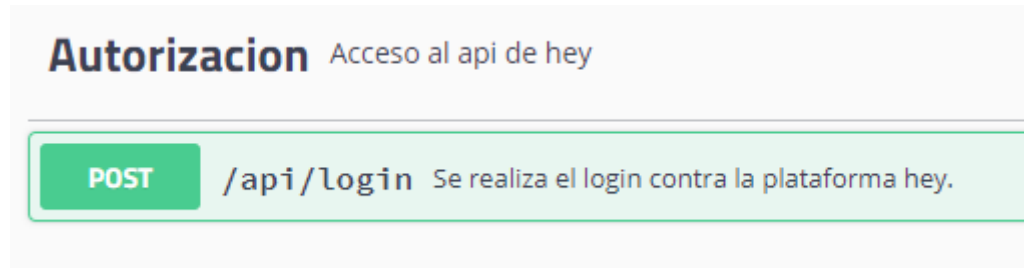 Autorizacion Acceso al api de hey
POST /api/login Se realiza el login contra la plataforma hey.